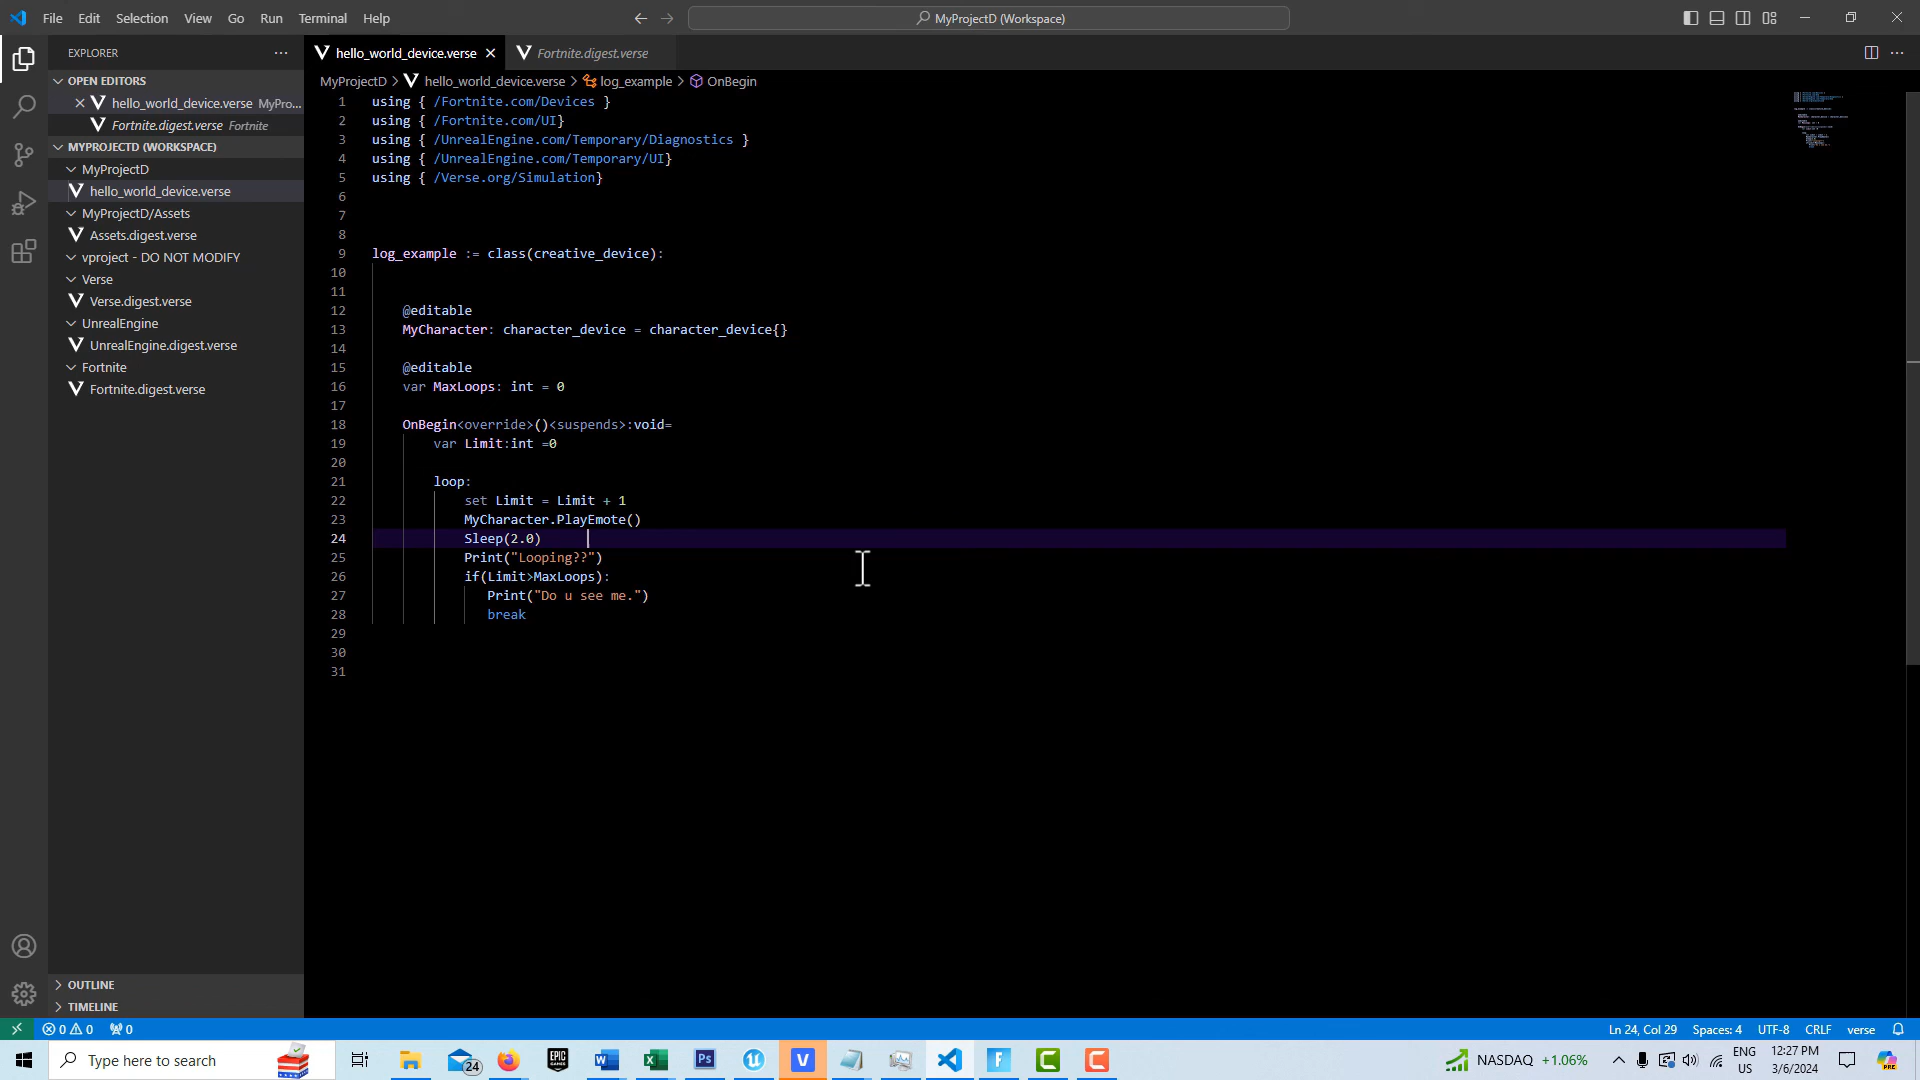 File Edit Selection View Go Run Terminal Help
MyProjectD (Workspace)
EXPLORER
OPEN EDITORS
hello_world_device.verse MyPro...
Fortnite.digest.verse Fortnite
MYPROJECTD (WORKSPACE)
MyProjectD
hello_world_device.verse
MyProjectD/Assets
Assets.digest.verse
vproject - DO NOT MODIFY
Verse
Verse.digest.verse
UnrealEngine
UnrealEngine.digest.verse
Fortnite
Fortnite.digest.verse
OUTLINE
TIMELINE
hello_world_device.verse Fortnite.digest.verse
MyProjectD > hello_world_device.verse > log_example > OnBegin
1 using { /Fortnite.com/Devices }
2 using { /Fortnite.com/UI}
3 using { /UnrealEngine.com/Temporary/Diagnostics }
4 using { /UnrealEngine.com/Temporary/UI}
5 using { /Verse.org/Simulation}
6
7
8
9 log_example := class(creative_device):
10
11
12 @editable
13 MyCharacter: character_device = character_device{}
14
15 @editable
16 var MaxLoops: int = 0
17
18 OnBegin<override>()<suspends>:void=
19 var Limit:int =0
20
21 loop:
22 set Limit = Limit + 1
23 MyCharacter.PlayEmote()
24 Sleep(2.0)
25 Print("Looping??")
26 if(Limit>MaxLoops):
27 Print("Do u see me.")
28 break
29
30
31
0 0 0 Ln 24, Col 29 Spaces: 4 UTF-8 CRLF verse
Type here to search 24 NASDAQ +1.06% ENG US 12:27 PM 3/6/2024